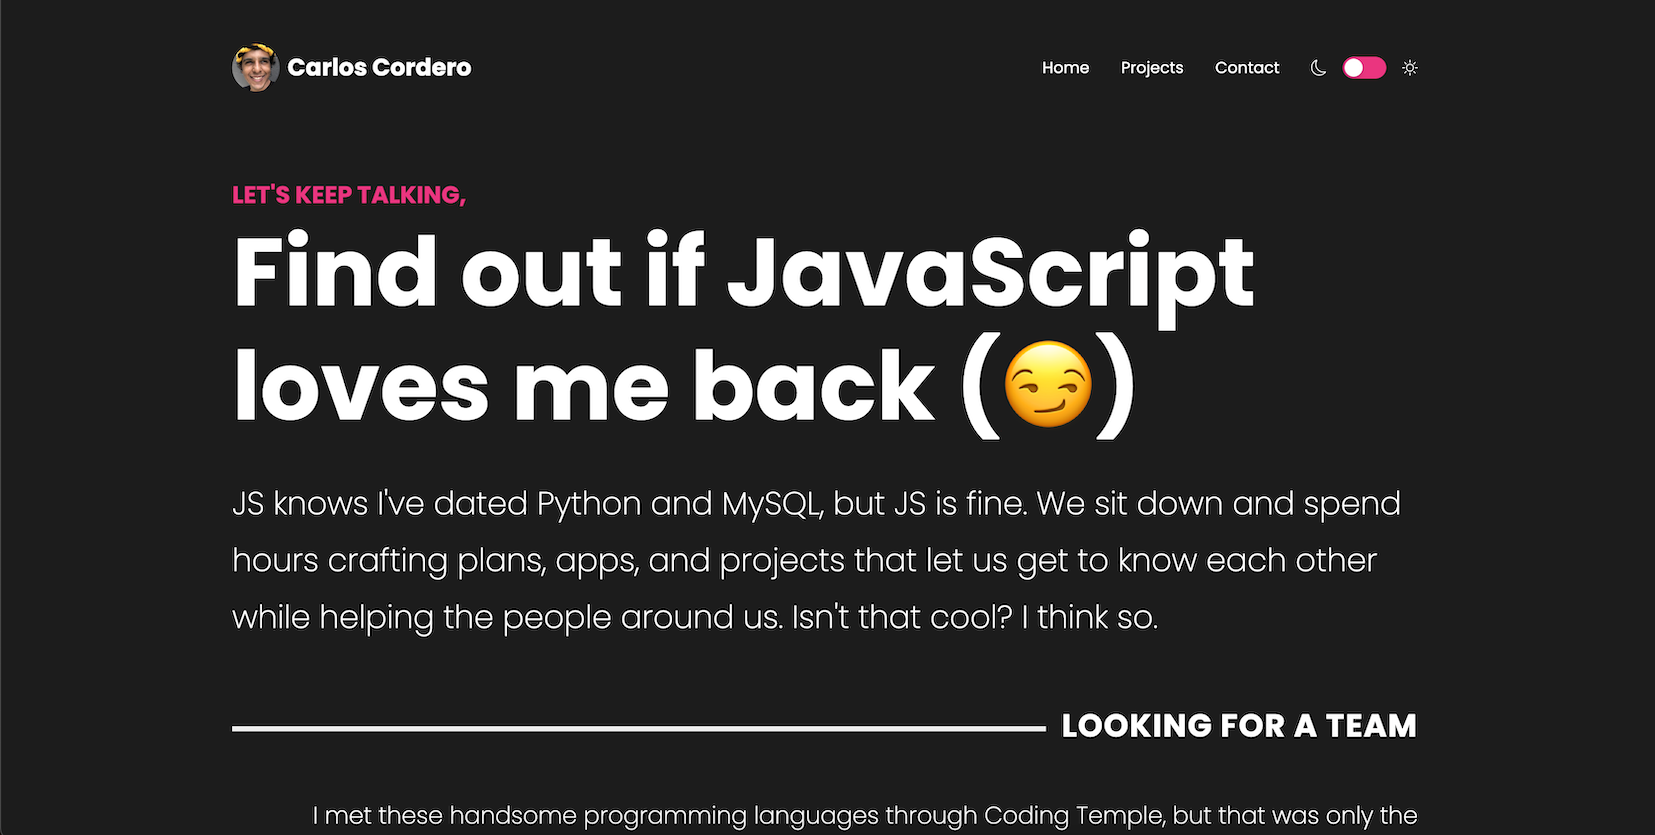 Carlos Cordero
Home Projects Contact
LET'S KEEP TALKING,
Find out if JavaScript
loves me back (😏)
JS knows I've dated Python and MySQL, but JS is fine. We sit down and spend
hours crafting plans, apps, and projects that let us get to know each other
while helping the people around us. Isn't that cool? I think so.
LOOKING FOR A TEAM
I met these handsome programming languages through Coding Temple, but that was only the